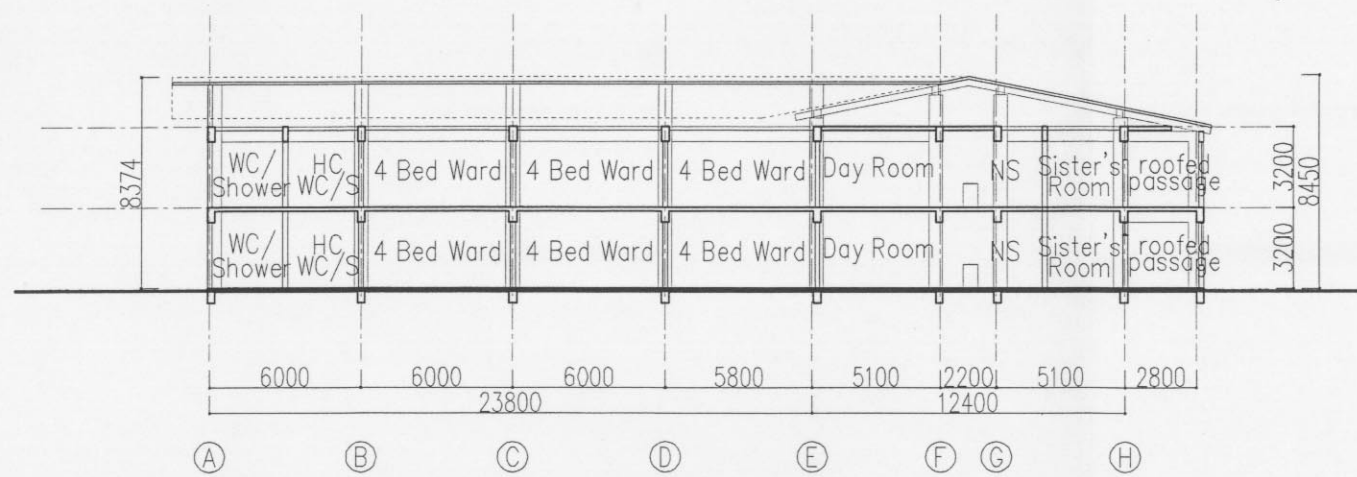 WC/
Shower
HC
WC/S
4 Bed Ward
4 Bed Ward
4 Bed Ward
Day Room
NS
Sister's
Room
roofed
passage
WC/
Shower
HC
WC/S
4 Bed Ward
4 Bed Ward
4 Bed Ward
Day Room
NS
Sister's
Room
roofed
passage
8374
3200
3200
8450
6000
6000
6000
5800
5100
2200
5100
2800
23800
12400
A
B
C
D
E
F
G
H